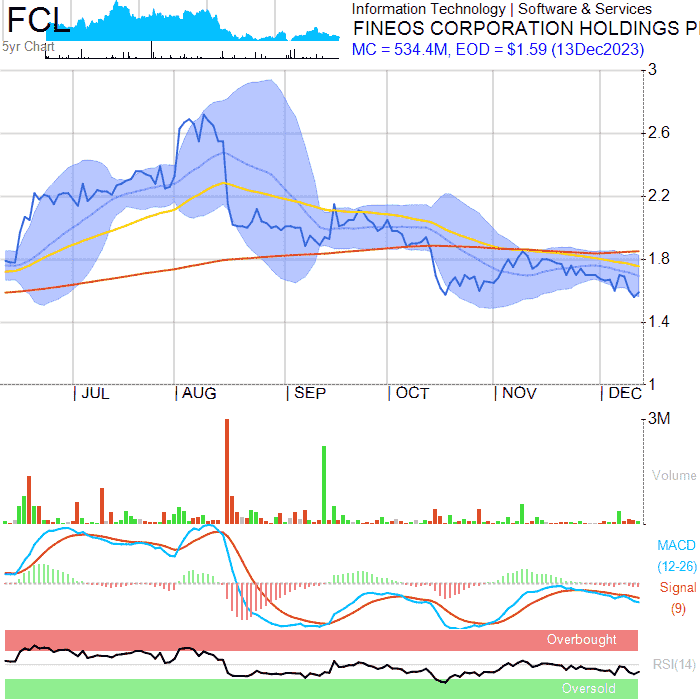 FCL
5yr Chart
Information Technology | Software & Services
FINEOS CORPORATION HOLDINGS P
MC = 534.4M, EOD = $1.59 (13Dec2023)
3
2.6
2.2
1.8
1.4
1
| JUL | AUG | SEP | OCT | NOV | DEC
3M
Volume
MACD
(12-26)
Signal
(9)
Overbought
RSI(14)
Oversold